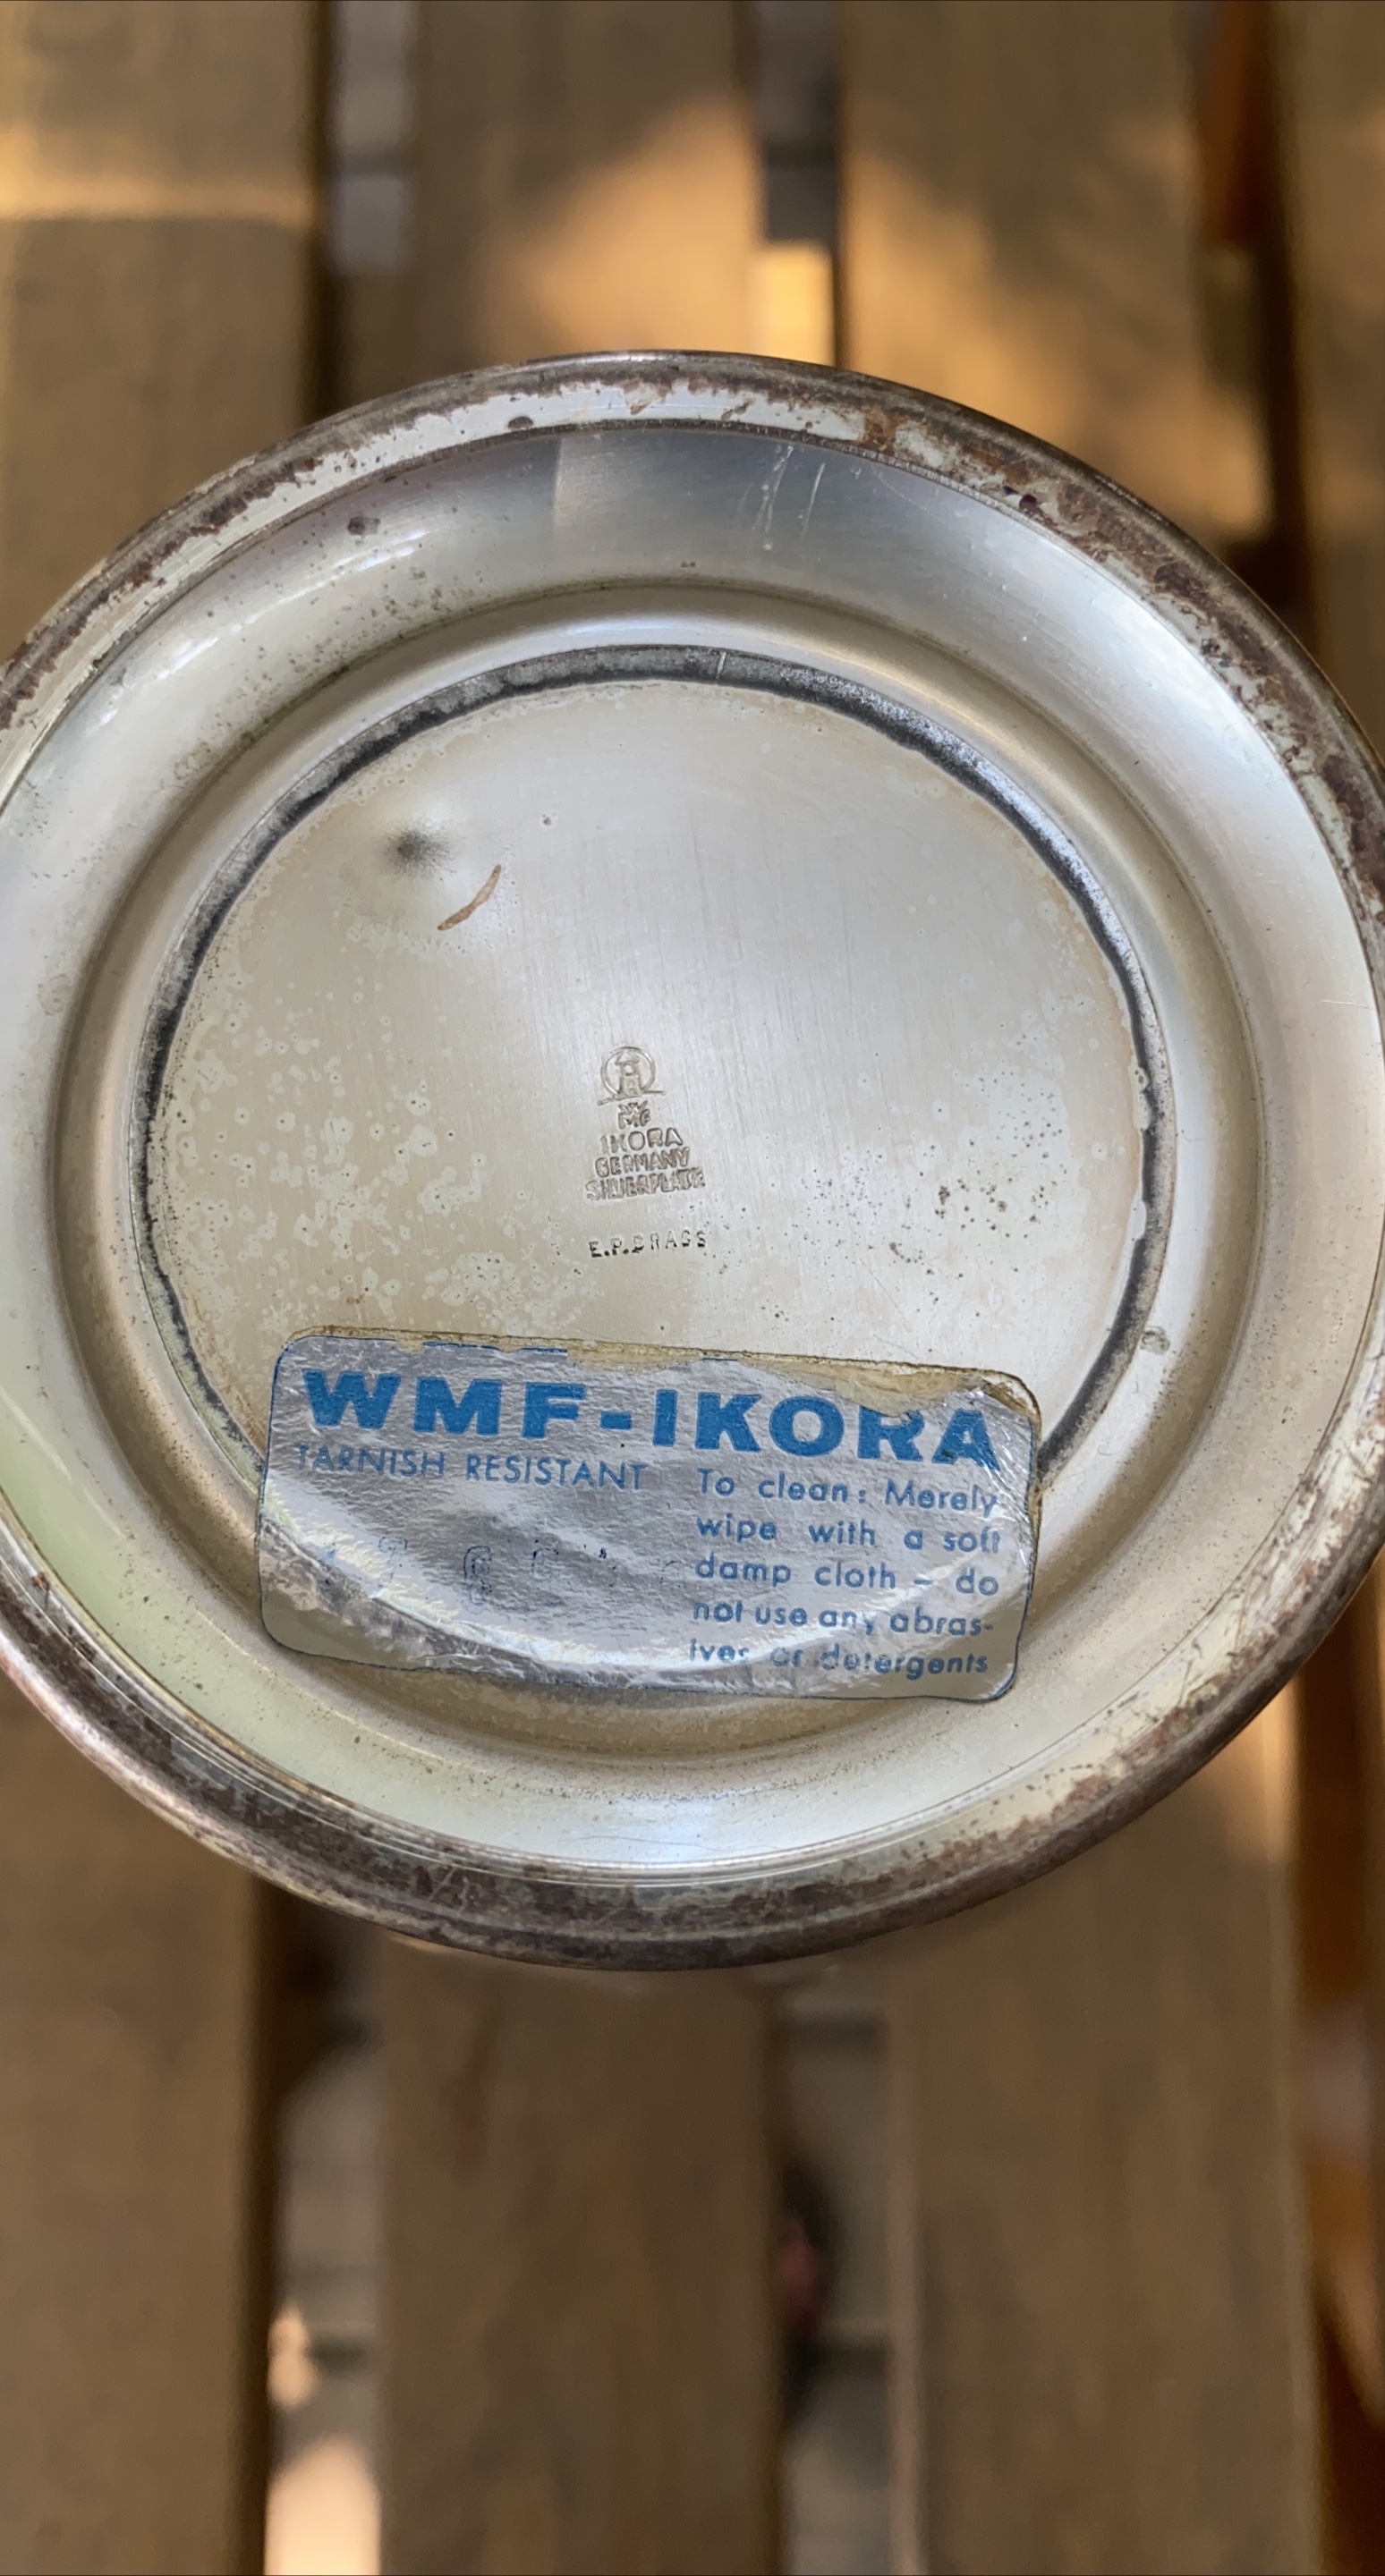 WMF
IKORA
GERMANY
SILVERPLATE
E.P.BRASS
WMF-IKORA
TARNISH RESISTANT
To clean: Merely
wipe with a soft
damp cloth - do
not use any abras-
ives or detergents